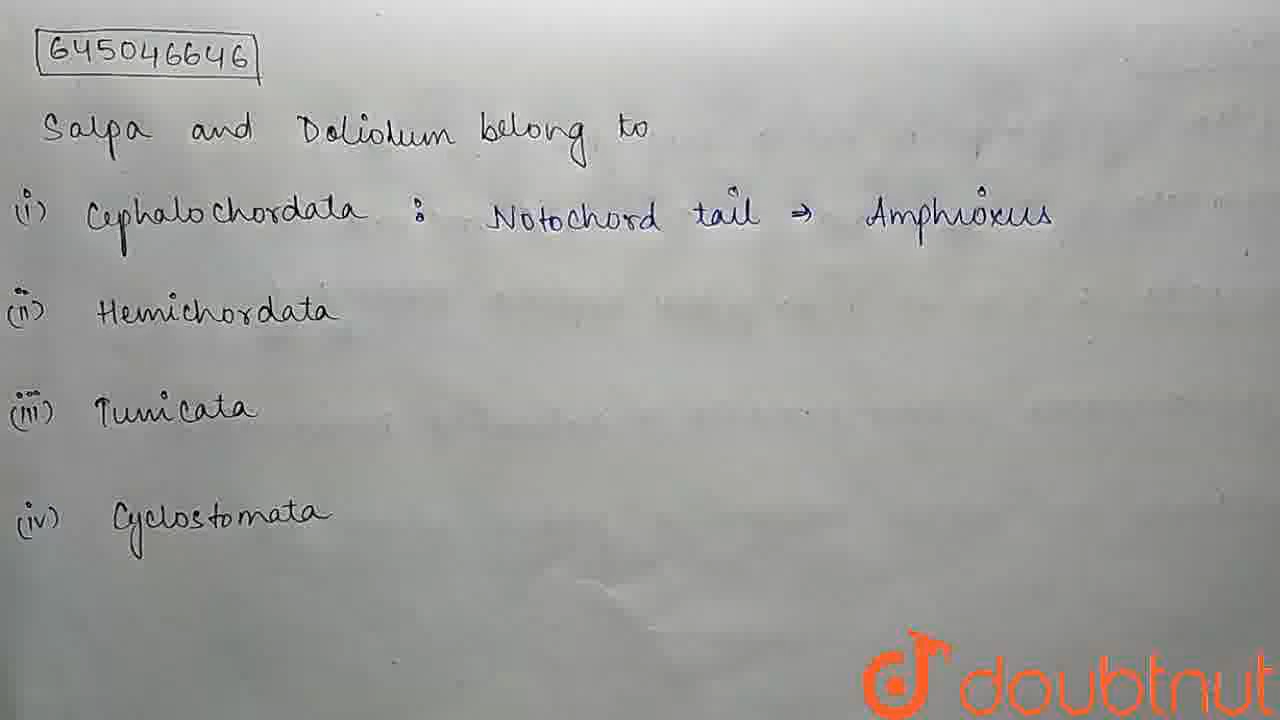 645046646
Salpa and Doliolum belong to
(i) Cephalochordata : Notochord tail ⇒ Amphioxus
(ii) Hemichordata
(iii) Tunicata
(iv) Cyclostomata
doubtnut